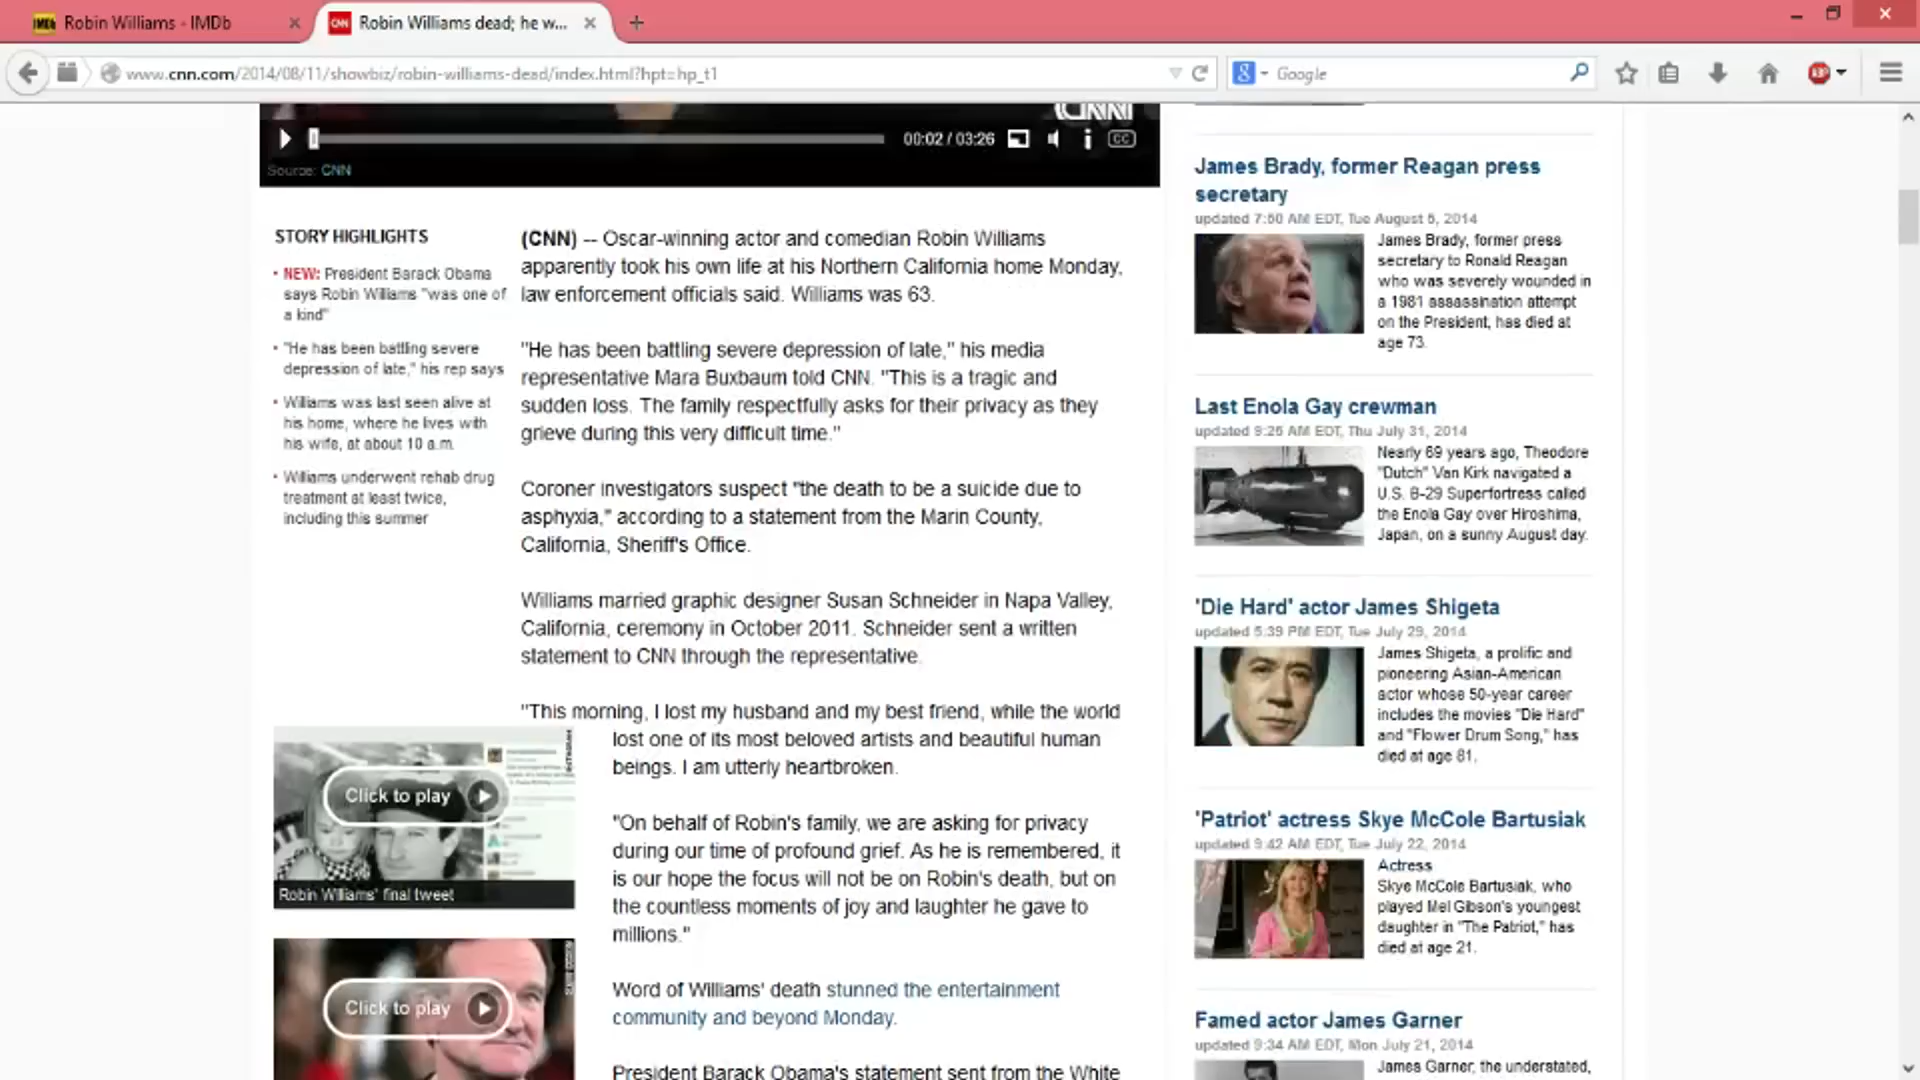 Robin Williams - IMDb
Robin Williams dead; he w...
www.cnn.com/2014/08/11/showbiz/robin-williams-dead/index.html?hpt=hp_t1
Google
CNN
00:02 / 03:26
CC
Source: CNN
STORY HIGHLIGHTS
NEW: President Barack Obama
says Robin Williams "was one of
a kind"
"He has been battling severe
depression of late," his rep says
Williams was last seen alive at
his home, where he lives with
his wife, at about 10 a.m.
Williams underwent rehab drug
treatment at least twice,
including this summer
(CNN) -- Oscar-winning actor and comedian Robin Williams
apparently took his own life at his Northern California home Monday,
law enforcement officials said. Williams was 63.
"He has been battling severe depression of late," his media
representative Mara Buxbaum told CNN. "This is a tragic and
sudden loss. The family respectfully asks for their privacy as they
grieve during this very difficult time."
Coroner investigators suspect "the death to be a suicide due to
asphyxia," according to a statement from the Marin County,
California, Sheriff's Office.
Williams married graphic designer Susan Schneider in Napa Valley,
California, ceremony in October 2011. Schneider sent a written
statement to CNN through the representative.
"This morning, I lost my husband and my best friend, while the world
lost one of its most beloved artists and beautiful human
beings. I am utterly heartbroken.
Click to play
Robin Williams' final tweet
"On behalf of Robin's family, we are asking for privacy
during our time of profound grief. As he is remembered, it
is our hope the focus will not be on Robin's death, but on
the countless moments of joy and laughter he gave to
millions."
Click to play
Word of Williams' death stunned the entertainment
community and beyond Monday.
President Barack Obama's statement sent from the White
James Brady, former Reagan press
secretary
updated 7:50 AM EDT, Tue August 5, 2014
James Brady, former press
secretary to Ronald Reagan
who was severely wounded in
a 1981 assassination attempt
on the President, has died at
age 73.
Last Enola Gay crewman
updated 9:25 AM EDT, Thu July 31, 2014
Nearly 69 years ago, Theodore
"Dutch" Van Kirk navigated a
U.S. B-29 Superfortress called
the Enola Gay over Hiroshima,
Japan, on a sunny August day.
'Die Hard' actor James Shigeta
updated 5:39 PM EDT, Tue July 29, 2014
James Shigeta, a prolific and
pioneering Asian-American
actor whose 50-year career
includes the movies "Die Hard"
and "Flower Drum Song," has
died at age 81.
'Patriot' actress Skye McCole Bartusiak
updated 9:42 AM EDT, Tue July 22, 2014
Actress
Skye McCole Bartusiak, who
played Mel Gibson's youngest
daughter in "The Patriot," has
died at age 21.
Famed actor James Garner
updated 9:34 AM EDT, Mon July 21, 2014
James Garner, the understated,